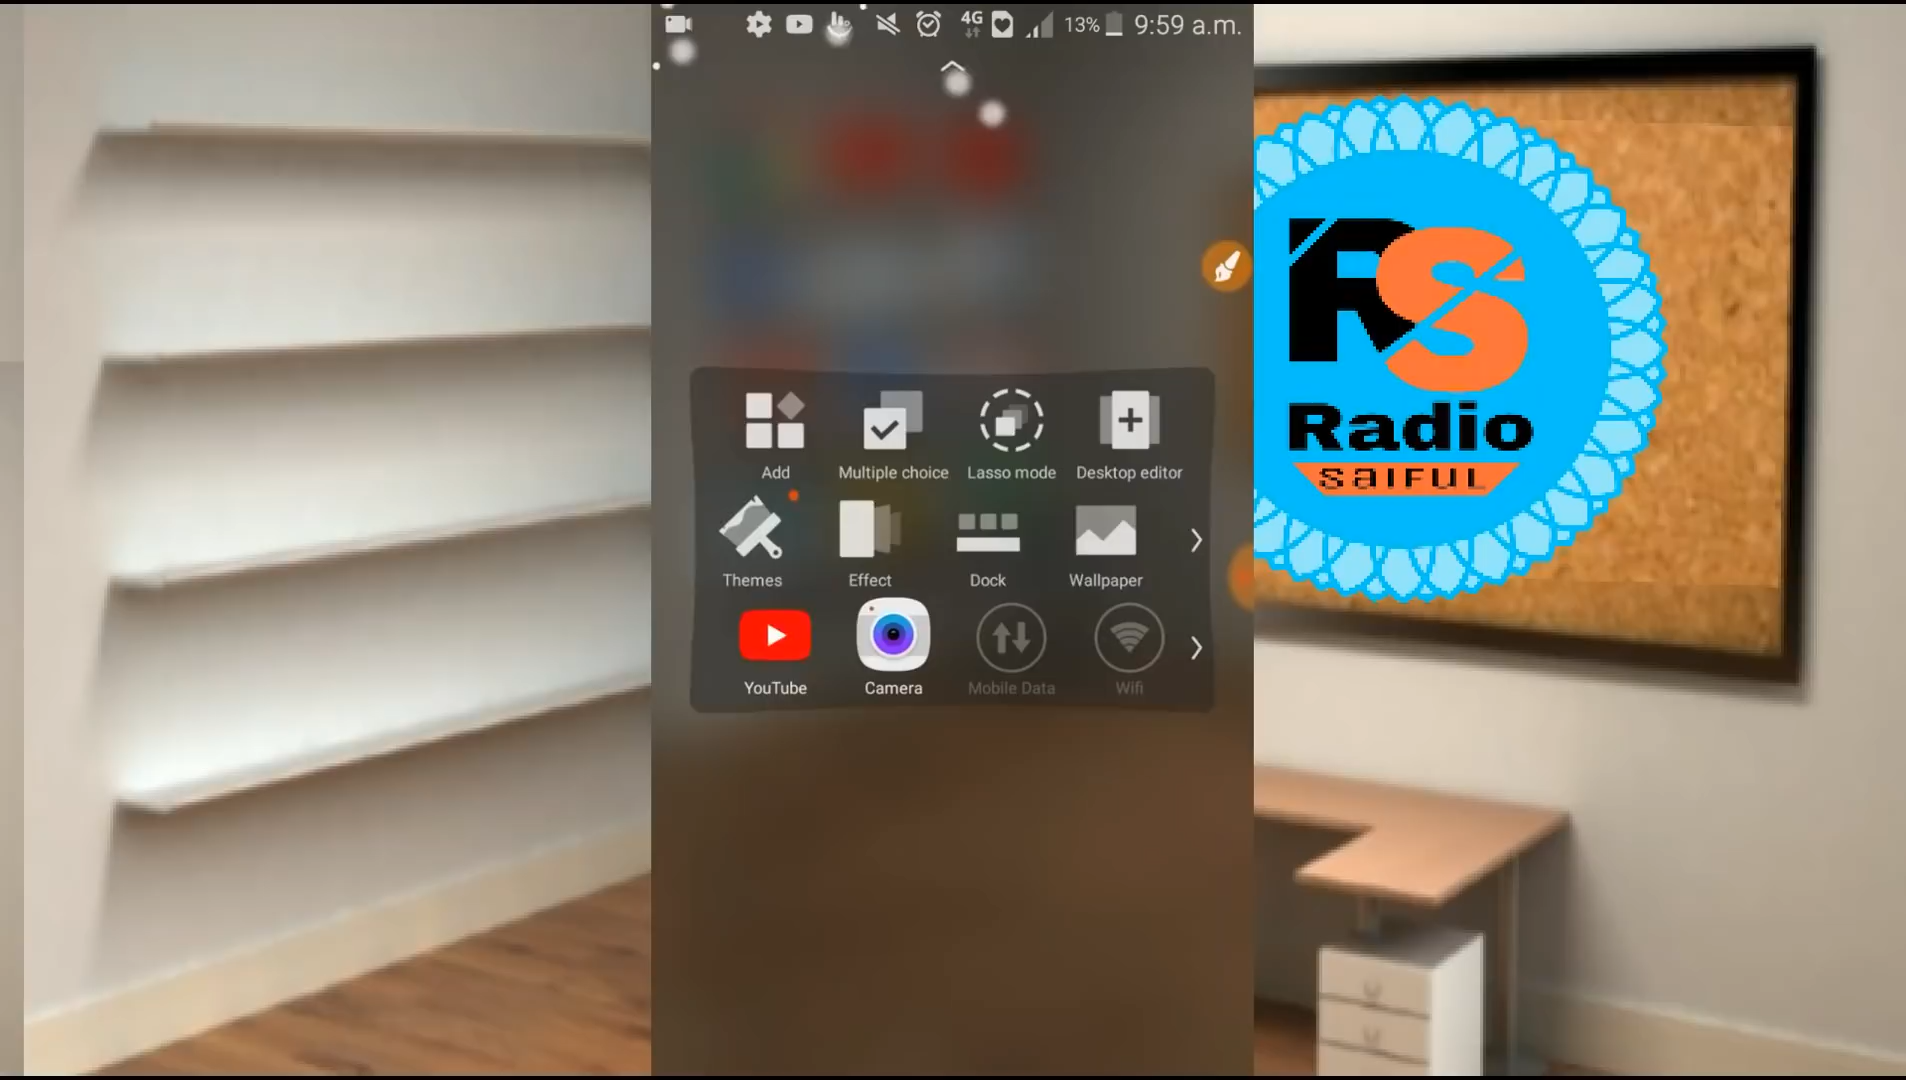 4G 13% 9:59 a.m.
Add Multiple choice Lasso mode Desktop editor
Themes Effect Dock Wallpaper
YouTube Camera Mobile Data Wifi
RS
Radio
SAIFUL